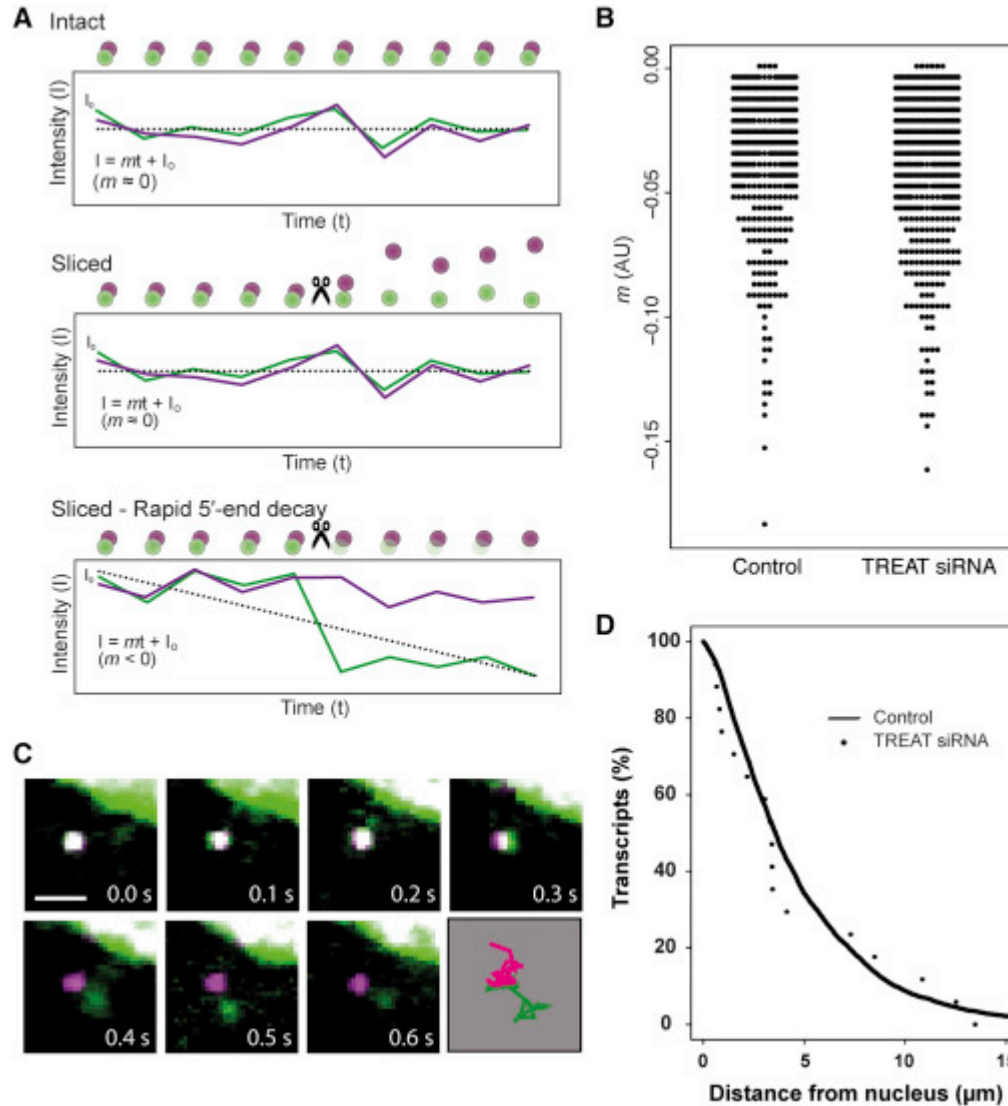 A
Intact
Intensity (I)
I₀
I = mt + I₀
(m ≈ 0)
Time (t)
Sliced
Intensity (I)
I₀
I = mt + I₀
(m ≈ 0)
Time (t)
Sliced - Rapid 5′-end decay
Intensity (I)
I₀
I = mt + I₀
(m < 0)
Time (t)
B
m (AU)
0.00
−0.05
−0.10
−0.15
Control
TREAT siRNA
C
0.0 s
0.1 s
0.2 s
0.3 s
0.4 s
0.5 s
0.6 s
D
Transcripts (%)
100
80
60
40
20
0
Control
TREAT siRNA
0
5
10
15
Distance from nucleus (μm)